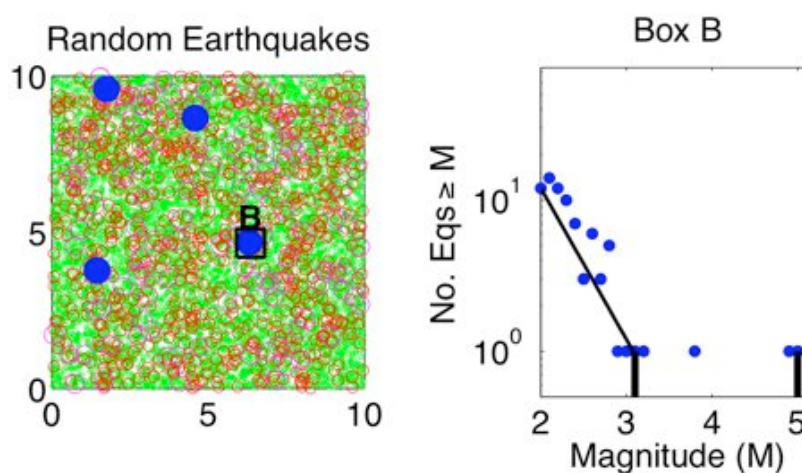 Random Earthquakes
10
5
0
0 5 10
B
Box B
No. Eqs ≥ M
10¹
10⁰
2 3 4 5
Magnitude (M)